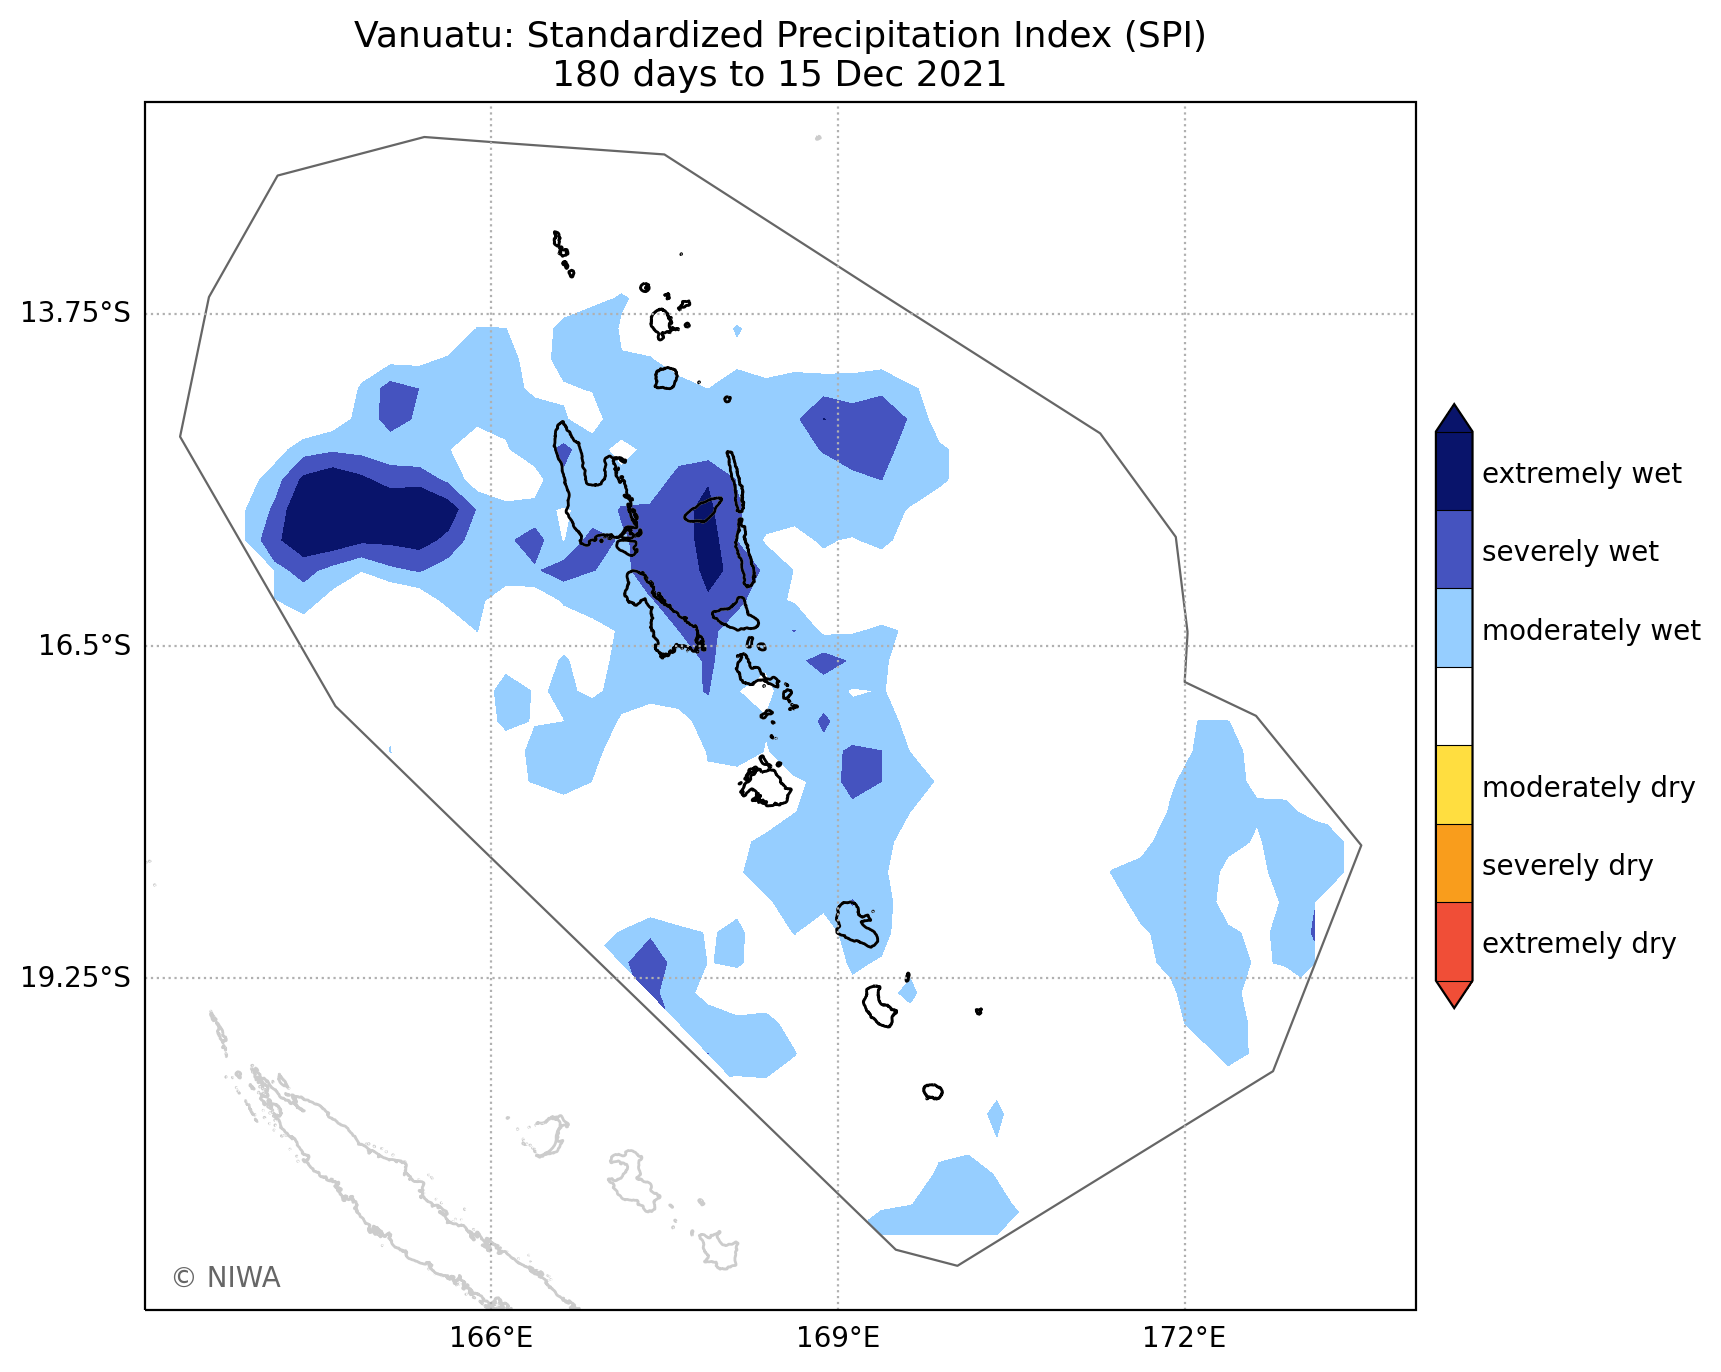 Vanuatu: Standardized Precipitation Index (SPI)
180 days to 15 Dec 2021
13.75°S
16.5°S
19.25°S
166°E
169°E
172°E
extremely wet
severely wet
moderately wet
moderately dry
severely dry
extremely dry
© NIWA